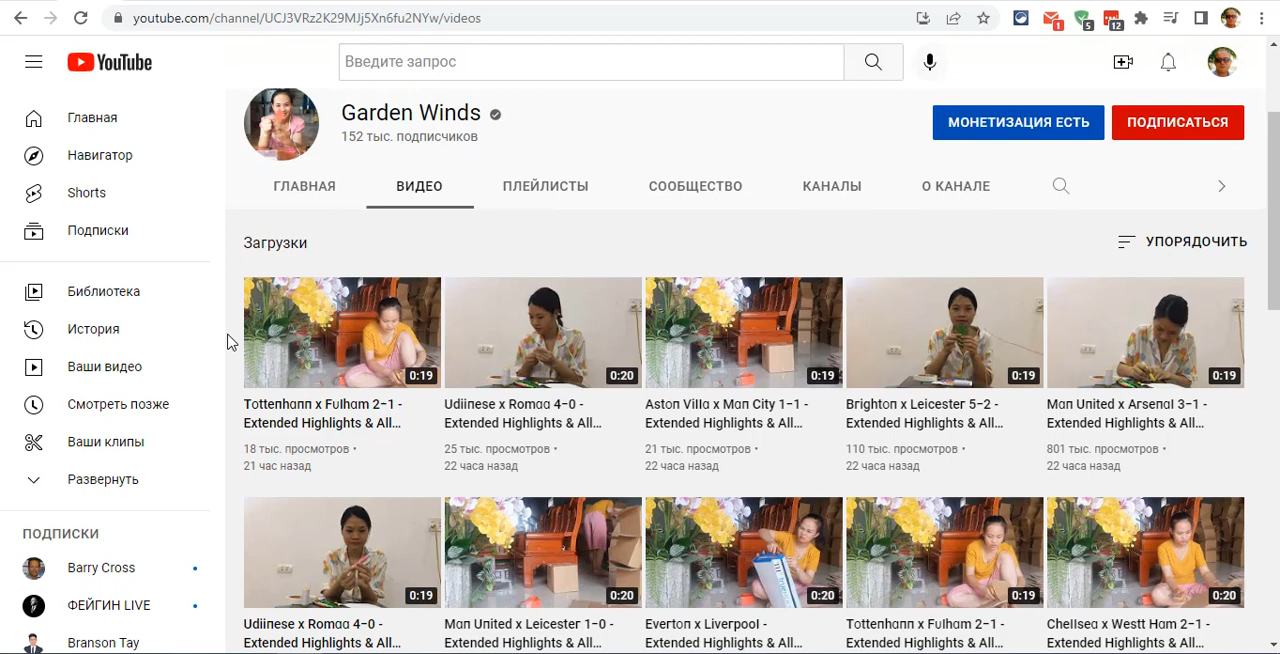 youtube.com/channel/UCJ3VRz2K29MJj5Xn6fu2NYw/videos
1
5
12
YouTube
Введите запрос
Главная
Навигатор
Shorts
Подписки
Библиотека
История
Ваши видео
Смотреть позже
Ваши клипы
Развернуть
ПОДПИСКИ
Barry Cross
ФЕЙГИН LIVE
Branson Tay
Garden Winds
152 тыс. подписчиков
МОНЕТИЗАЦИЯ ЕСТЬ
ПОДПИСАТЬСЯ
ГЛАВНАЯ ВИДЕО ПЛЕЙЛИСТЫ СООБЩЕСТВО КАНАЛЫ О КАНАЛЕ
Загрузки
УПОРЯДОЧИТЬ
0:19
Tottenhaпп x Fulham 2-1 -
Extended Highlights & All...
18 тыс. просмотров •
21 час назад
0:20
Udiinese x Romaa 4-0 -
Extended Highlights & All...
25 тыс. просмотров •
22 часа назад
0:19
Aston Villa x Maп City 1-1 -
Extended Highlights & All...
21 тыс. просмотров •
22 часа назад
0:19
Brighton x Leicester 5-2 -
Extended Highlights & All...
110 тыс. просмотров •
22 часа назад
0:19
Maп United x Arsenal 3-1 -
Extended Highlights & All...
801 тыс. просмотров •
22 часа назад
0:19
Udiinese x Romaa 4-0 -
Extended Highlights & All...
0:20
Maп United x Leicester 1-0 -
Extended Highlights & All...
0:20
Everton x Liverpool -
Extended Highlights & All...
0:19
Tottenhaпп x Fulham 2-1 -
Extended Highlights & All...
0:20
Chellsea x Westt Ham 2-1 -
Extended Highlights & All...